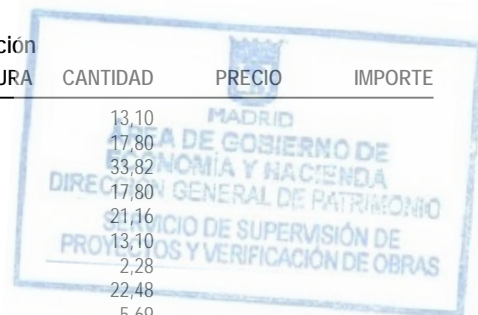 ción
URA CANTIDAD PRECIO IMPORTE
MADRID
13,10
17,80
ÁREA DE GOBIERNO DE
ECONOMÍA Y HACIENDA
33,82
DIRECCIÓN GENERAL DE PATRIMONIO
17,80
21,16
SERVICIO DE SUPERVISIÓN DE
13,10
PROYECTOS Y VERIFICACIÓN DE OBRAS
2,28
22,48
5,69